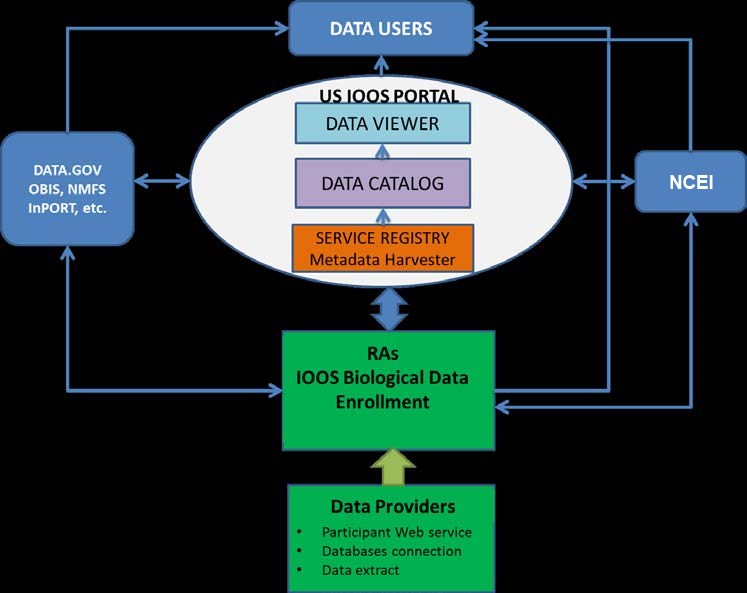 DATA USERS
US IOOS PORTAL
DATA VIEWER
DATA CATALOG
SERVICE REGISTRY
Metadata Harvester
DATA.GOV
OBIS, NMFS
InPORT, etc.
NCEI
RAs
IOOS Biological Data
Enrollment
Data Providers
• Participant Web service
• Databases connection
• Data extract